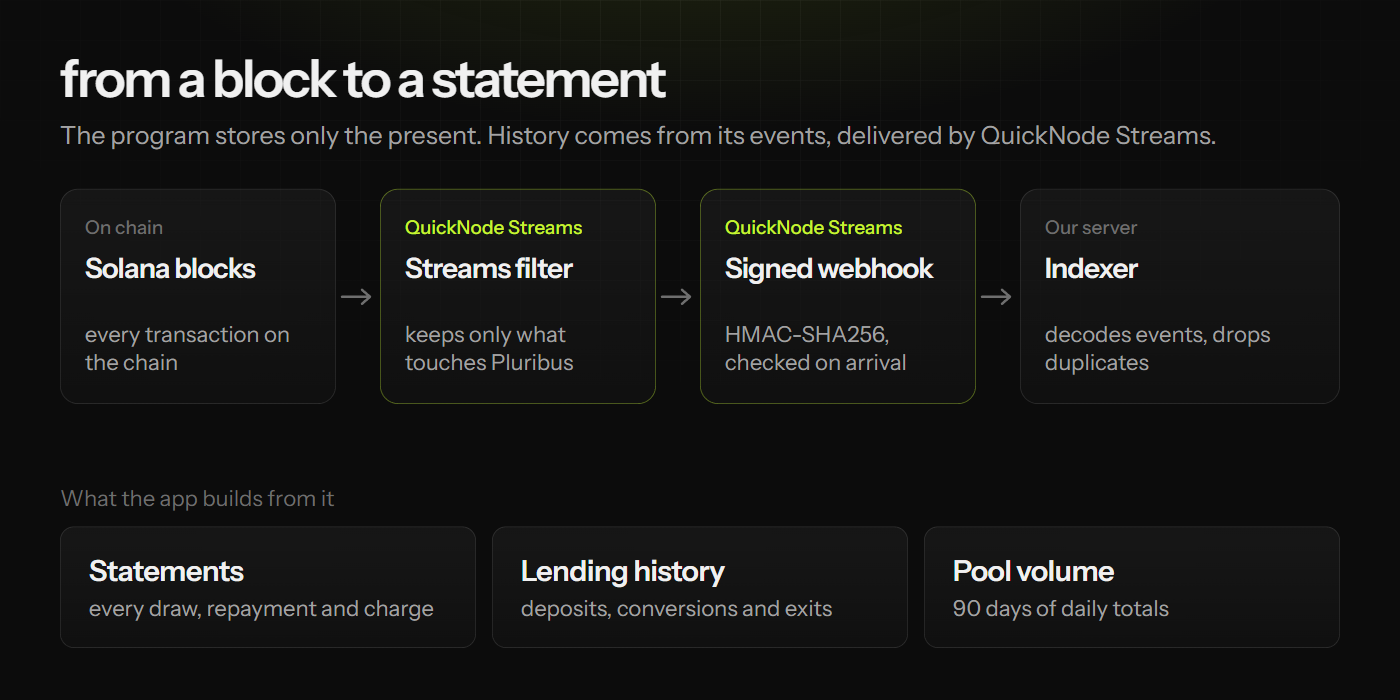 from a block to a statement
The program stores only the present. History comes from its events, delivered by QuickNode Streams.
On chain
Solana blocks
every transaction on
the chain
QuickNode Streams
Streams filter
keeps only what
touches Pluribus
QuickNode Streams
Signed webhook
HMAC-SHA256,
checked on arrival
Our server
Indexer
decodes events, drops
duplicates
What the app builds from it
Statements
every draw, repayment and charge
Lending history
deposits, conversions and exits
Pool volume
90 days of daily totals